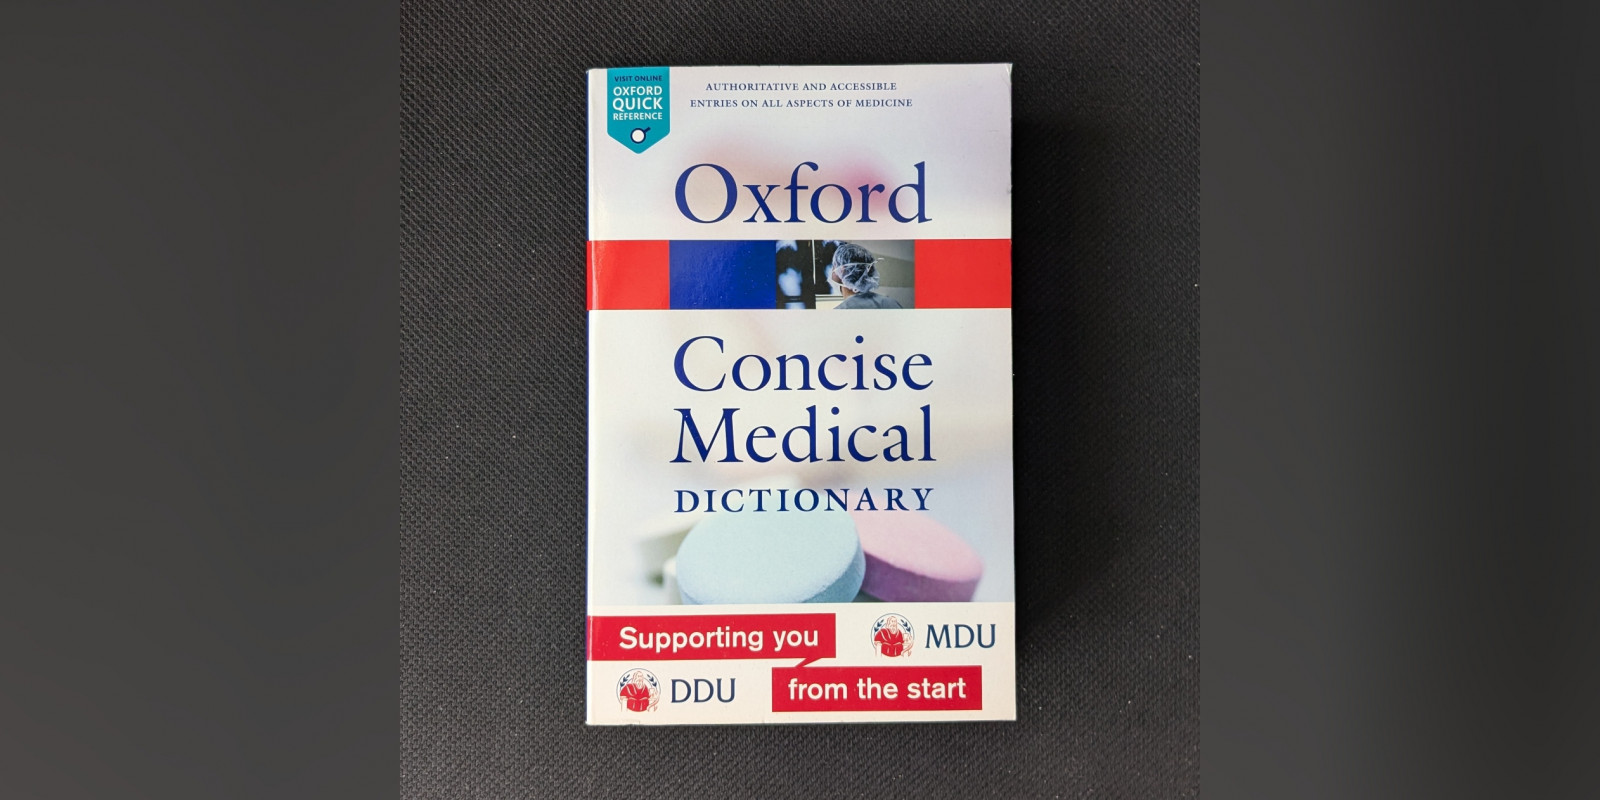 VISIT ONLINE
OXFORD
QUICK
REFERENCE
AUTHORITATIVE AND ACCESSIBLE
ENTRIES ON ALL ASPECTS OF MEDICINE
Oxford
Concise
Medical
DICTIONARY
Supporting you
MDU
DDU
from the start